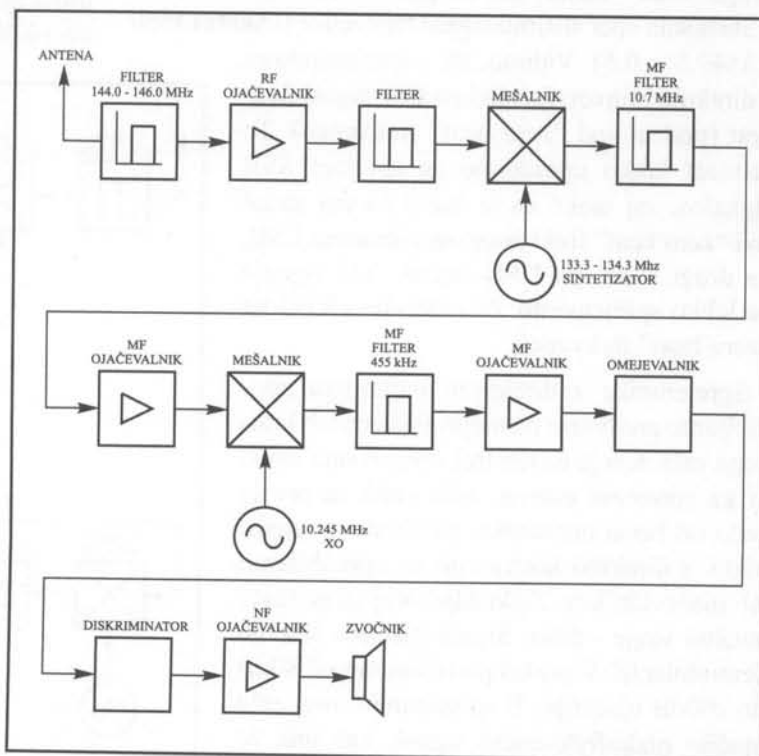 ANTENA
FILTER
144.0 - 146.0 MHz
RF
OJAČEVALNIK
FILTER
MEŠALNIK
MF
FILTER
10.7 MHz
133.3 - 134.3 Mhz
SINTETIZATOR
MF
OJAČEVALNIK
MEŠALNIK
MF
FILTER
455 kHz
MF
OJAČEVALNIK
OMEJEVALNIK
10.245 MHz
XO
DISKRIMINATOR
NF
OJAČEVALNIK
ZVOČNIK